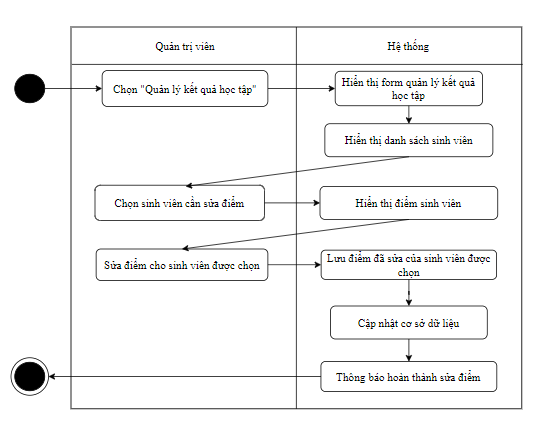 Quản trị viên
Hệ thống
Chọn "Quản lý kết quả học tập"
Hiển thị form quản lý kết quả
học tập
Hiển thị danh sách sinh viên
Chọn sinh viên cần sửa điểm
Hiển thị điểm sinh viên
Sửa điểm cho sinh viên được chọn
Lưu điểm đã sửa của sinh viên được
chọn
Cập nhật cơ sở dữ liệu
Thông báo hoàn thành sửa điểm